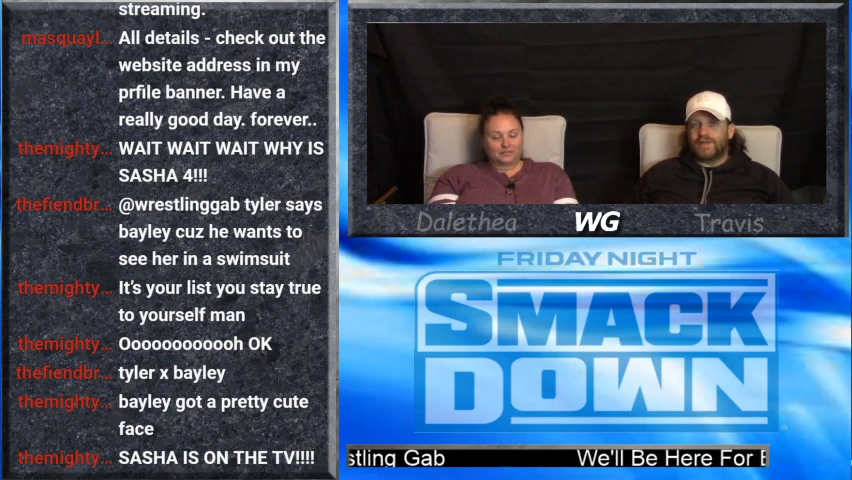 streaming.
masquayl... All details - check out the
website address in my
prfile banner. Have a
really good day. forever..
themighty... WAIT WAIT WAIT WHY IS
SASHA 4!!!
thefiendbr... @wrestlinggab tyler says
bayley cuz he wants to
see her in a swimsuit
themighty... It's your list you stay true
to yourself man
themighty... Ooooooooooooh OK
thefiendbr... tyler x bayley
themighty... bayley got a pretty cute
face
themighty... SASHA IS ON THE TV!!!!
Dalethea WG Travis
FRIDAY NIGHT
SMACK
DOWN
stling Gab We'll Be Here For E